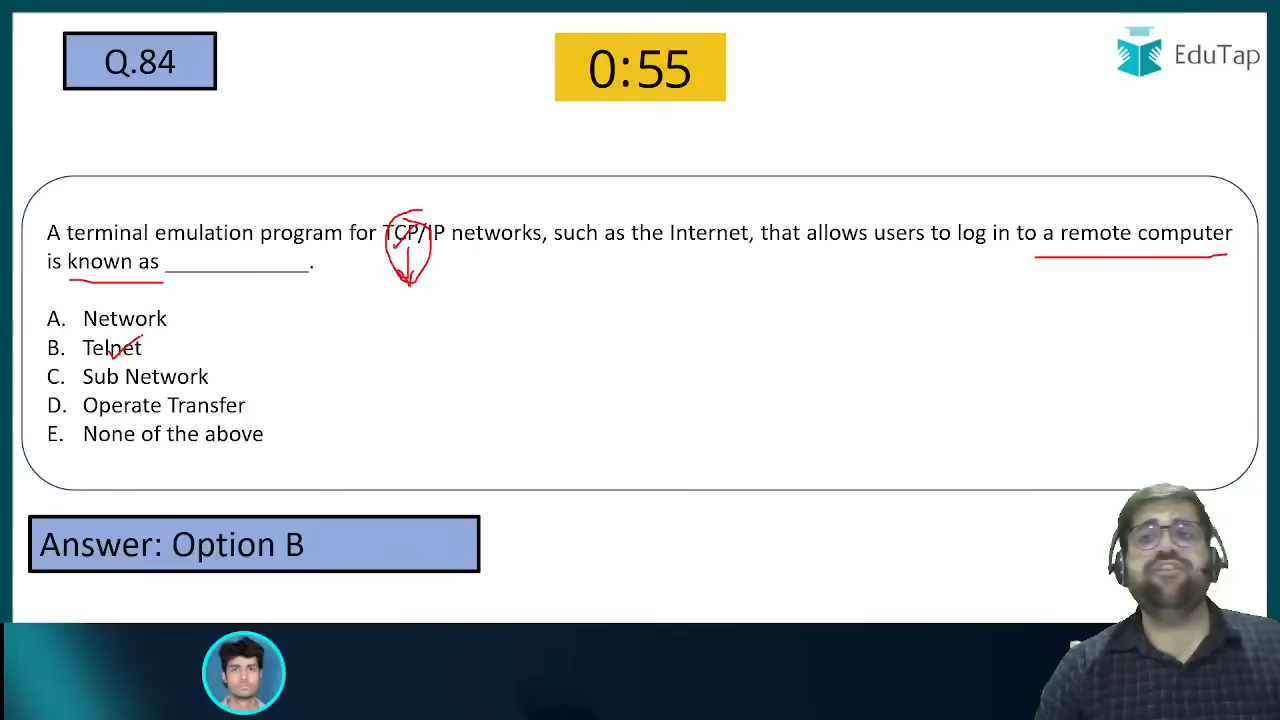 Q.84
0:55
EduTap
A terminal emulation program for TCP/IP networks, such as the Internet, that allows users to log in to a remote computer
is known as ____________.
A. Network
B. Telnet
C. Sub Network
D. Operate Transfer
E. None of the above
Answer: Option B